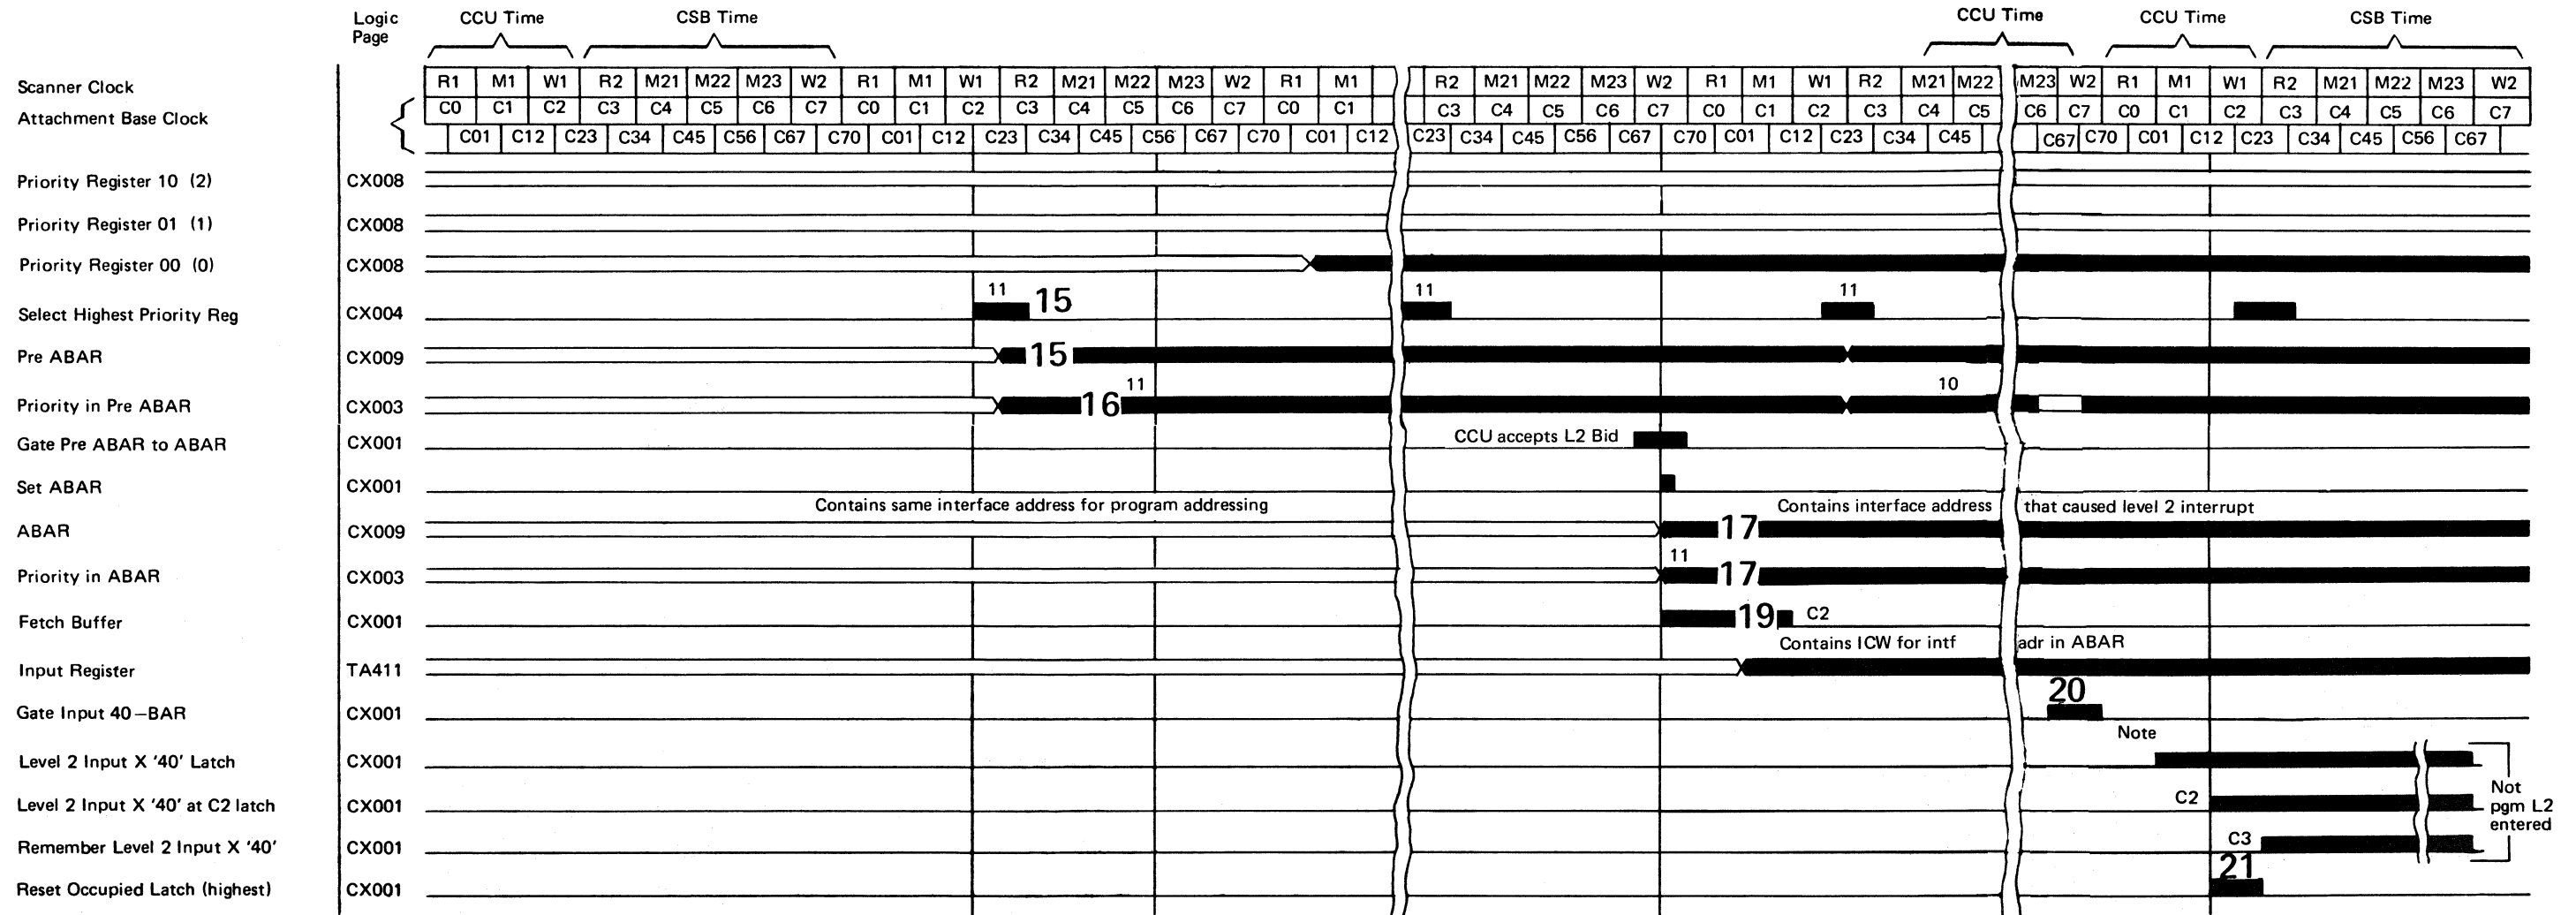 Logic Page CCU Time CSB Time CCU Time CCU Time CSB Time
Scanner Clock R1 M1 W1 R2 M21 M22 M23 W2 R1 M1 W1 R2 M21 M22 M23 W2 R1 M1 R2 M21 M22 M23 W2 R1 M1 W1 R2 M21 M22 M23 W2 R1 M1 W1 R2 M21 M22 M23 W2
Attachment Base Clock C0 C1 C2 C3 C4 C5 C6 C7 C0 C1 C2 C3 C4 C5 C6 C7 C0 C1 C3 C4 C5 C6 C7 C0 C1 C2 C3 C4 C5 C6 C7 C0 C1 C2 C3 C4 C5 C6 C7
C01 C12 C23 C34 C45 C56 C67 C70 C01 C12 C23 C34 C45 C56 C67 C70 C01 C12 C23 C34 C45 C56 C67 C70 C01 C12 C23 C34 C45 C67 C70 C01 C12 C23 C34 C45 C56 C67
Priority Register 10 (2) CX008
Priority Register 01 (1) CX008
Priority Register 00 (0) CX008
11 15 11 11
Select Highest Priority Reg CX004
Pre ABAR CX009 15
11 10
Priority in Pre ABAR CX003 16
Gate Pre ABAR to ABAR CX001 CCU accepts L2 Bid
Set ABAR CX001
Contains same interface address for program addressing Contains interface address that caused level 2 interrupt
ABAR CX009 17
11
Priority in ABAR CX003 17
Fetch Buffer CX001 19 C2
Contains ICW for intf adr in ABAR
Input Register TA411
20
Gate Input 40–BAR CX001
Note
Level 2 Input X '40' Latch CX001
Level 2 Input X '40' at C2 latch CX001 C2
Not pgm L2 entered
Remember Level 2 Input X '40' CX001 C3
21
Reset Occupied Latch (highest) CX001